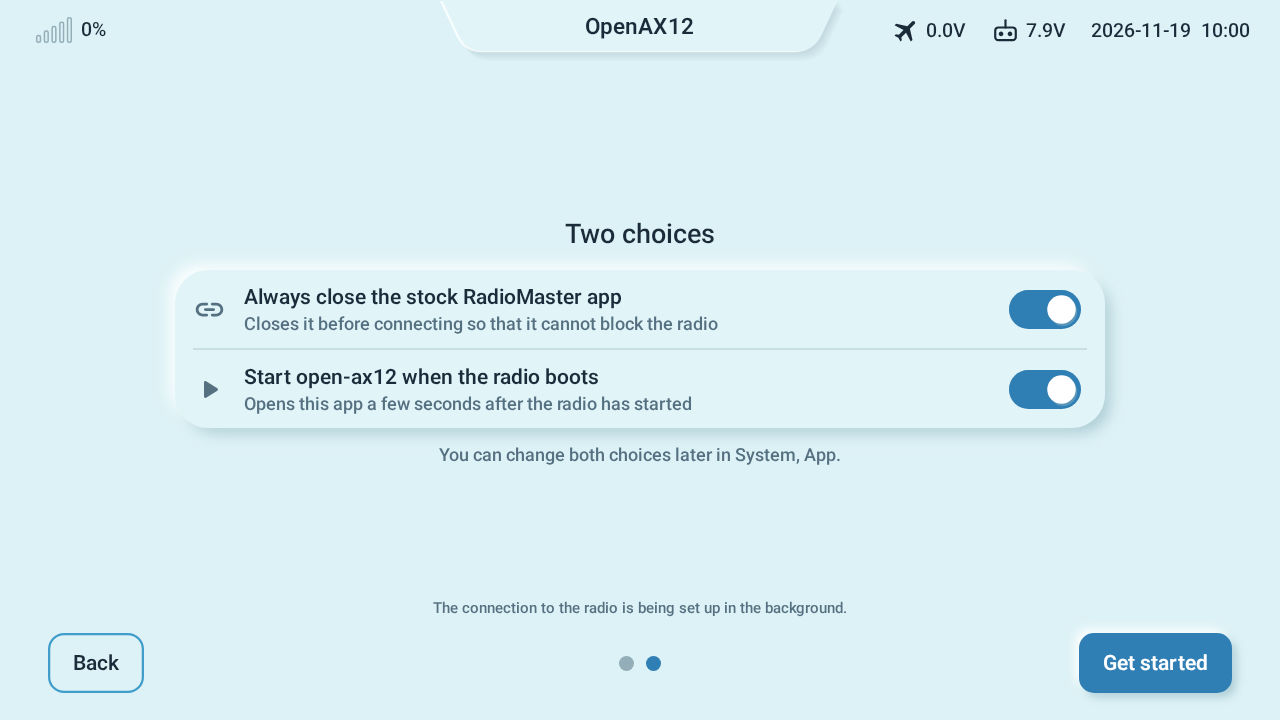 0%
OpenAX12
0.0V
7.9V
2026-11-19 10:00
Two choices
Always close the stock RadioMaster app
Closes it before connecting so that it cannot block the radio
Start open-ax12 when the radio boots
Opens this app a few seconds after the radio has started
You can change both choices later in System, App.
The connection to the radio is being set up in the background.
Back
Get started